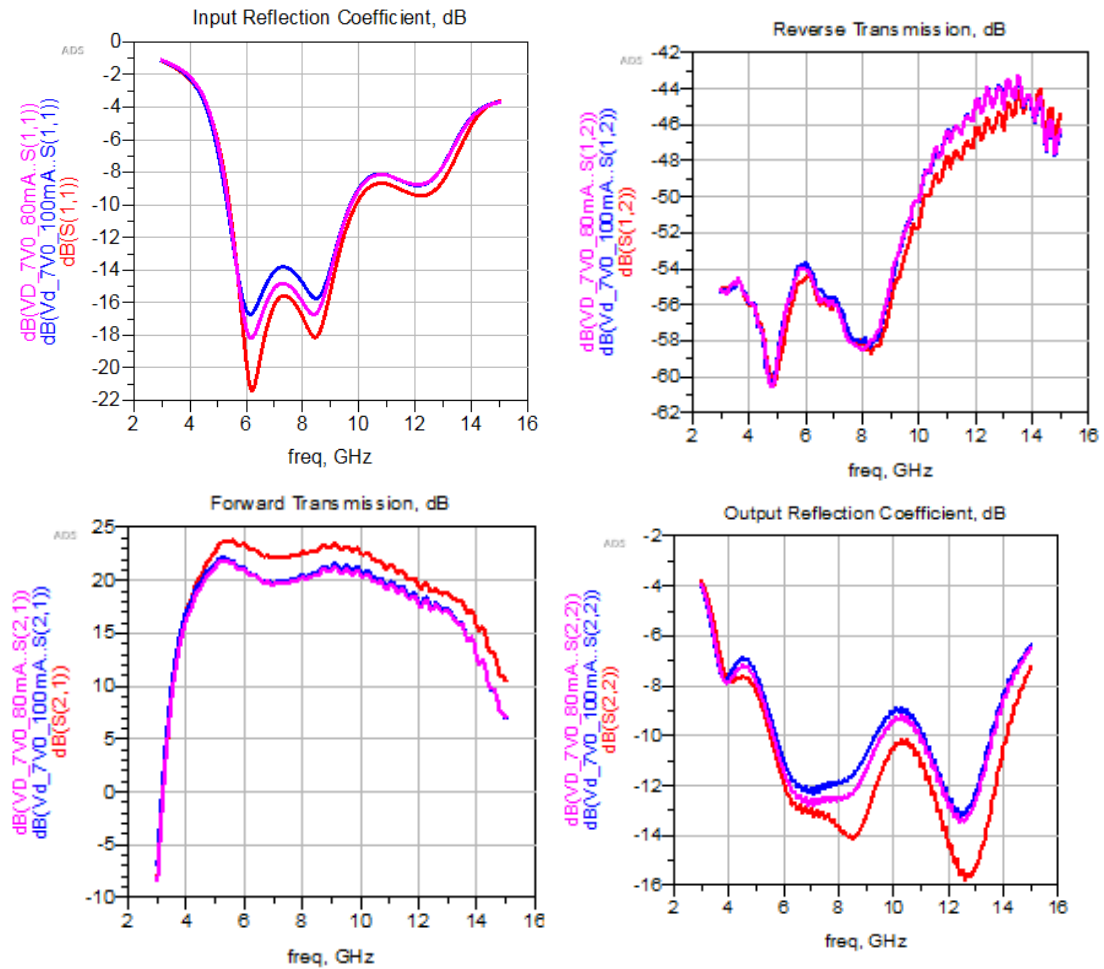 Input Reflection Coefficient, dB
ADS
dB(VD_7V0_80mA..S(1,1))
dB(Vd_7V0_100mA..S(1,1))
dB(S(1,1))
0
-2
-4
-6
-8
-10
-12
-14
-16
-18
-20
-22
2 4 6 8 10 12 14 16
freq, GHz
Reverse Transmission, dB
ADS
dB(VD_7V0_80mA..S(1,2))
dB(Vd_7V0_100mA..S(1,2))
dB(S(1,2))
-42
-44
-46
-48
-50
-52
-54
-56
-58
-60
-62
2 4 6 8 10 12 14 16
freq, GHz
Forward Transmission, dB
ADS
dB(VD_7V0_80mA..S(2,1))
dB(Vd_7V0_100mA..S(2,1))
dB(S(2,1))
25
20
15
10
5
0
-5
-10
2 4 6 8 10 12 14 16
freq, GHz
Output Reflection Coefficient, dB
ADS
dB(VD_7V0_80mA..S(2,2))
dB(Vd_7V0_100mA..S(2,2))
dB(S(2,2))
-2
-4
-6
-8
-10
-12
-14
-16
2 4 6 8 10 12 14 16
freq, GHz